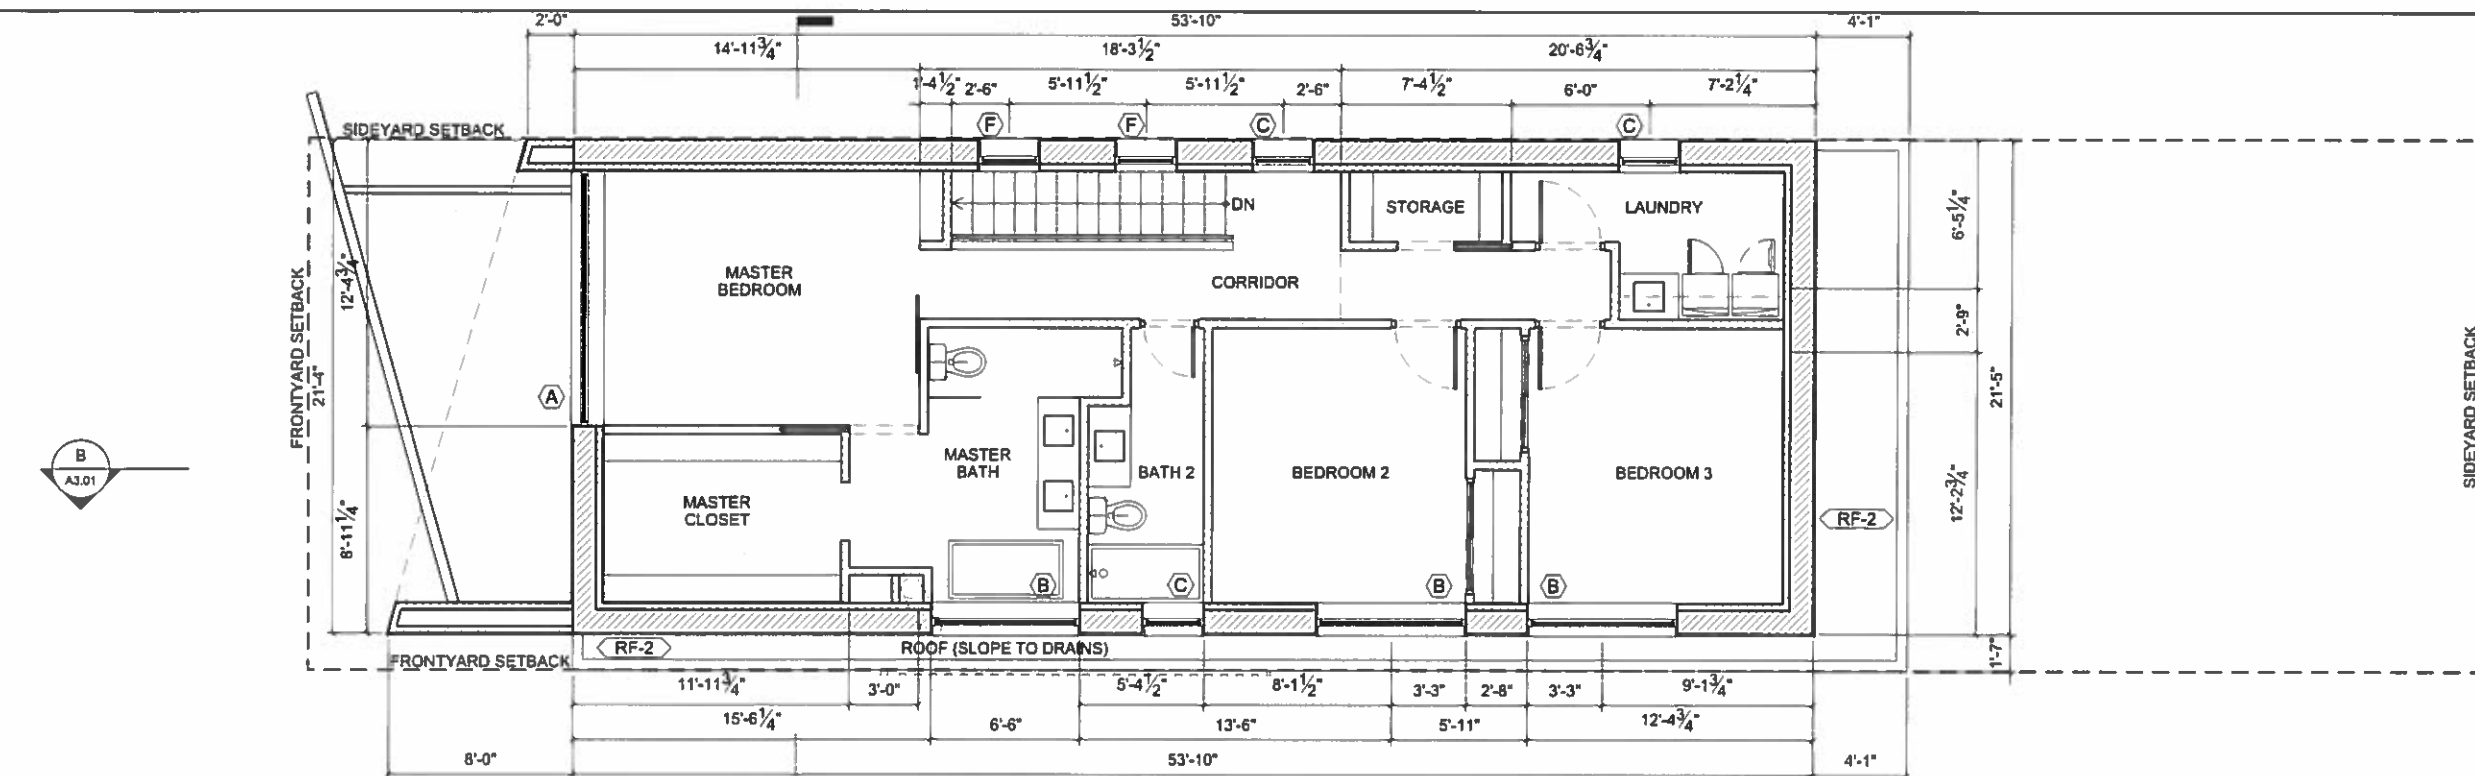 2'-0"
53'-10"
4'-1"
14'-11¾"
18'-3½"
20'-6¾"
1'-4½"
2'-6"
5'-11½"
5'-11½"
2'-6"
7'-4½"
6'-0"
7'-2¼"
F
F
C
C
SIDEYARD SETBACK
DN
STORAGE
LAUNDRY
6'-5¼"
MASTER
BEDROOM
CORRIDOR
12'-4¾"
FRONTYARD SETBACK
21'-4"
2'-9"
21'-5"
SIDEYARD SETBACK
A
B
A3.01
MASTER
BATH
BATH 2
BEDROOM 2
BEDROOM 3
MASTER
CLOSET
8'-11¼"
12'-2¾"
RF-2
B
C
B
B
RF-2
ROOF (SLOPE TO DRAINS)
FRONTYARD SETBACK
1'-7"
11'-11¾"
3'-0"
5'-4½"
8'-1½"
3'-3"
2'-8"
3'-3"
9'-1¾"
15'-6¼"
6'-6"
13'-6"
5'-11"
12'-4¾"
8'-0"
53'-10"
4'-1"